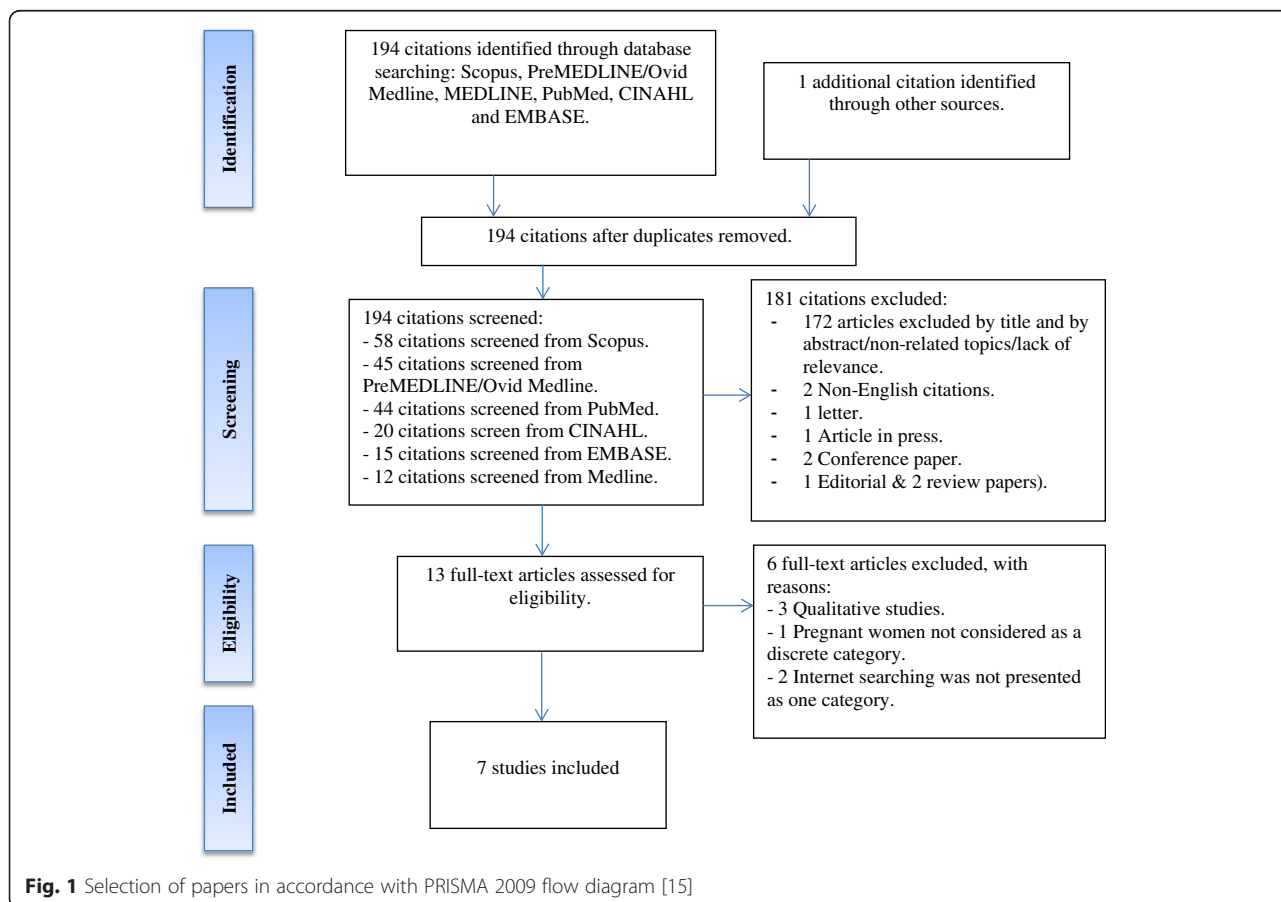 Identification
194 citations identified through database
searching: Scopus, PreMEDLINE/Ovid
Medline, MEDLINE, PubMed, CINAHL
and EMBASE.
1 additional citation identified
through other sources.
194 citations after duplicates removed.
Screening
194 citations screened:
- 58 citations screened from Scopus.
- 45 citations screened from
PreMEDLINE/Ovid Medline.
- 44 citations screened from PubMed.
- 20 citations screen from CINAHL.
- 15 citations screened from EMBASE.
- 12 citations screened from Medline.
181 citations excluded:
- 172 articles excluded by title and by
abstract/non-related topics/lack of
relevance.
- 2 Non-English citations.
- 1 letter.
- 1 Article in press.
- 2 Conference paper.
- 1 Editorial & 2 review papers).
Eligibility
13 full-text articles assessed for
eligibility.
6 full-text articles excluded, with
reasons:
- 3 Qualitative studies.
- 1 Pregnant women not considered as a
discrete category.
- 2 Internet searching was not presented
as one category.
Included
7 studies included
Fig. 1 Selection of papers in accordance with PRISMA 2009 flow diagram [15]